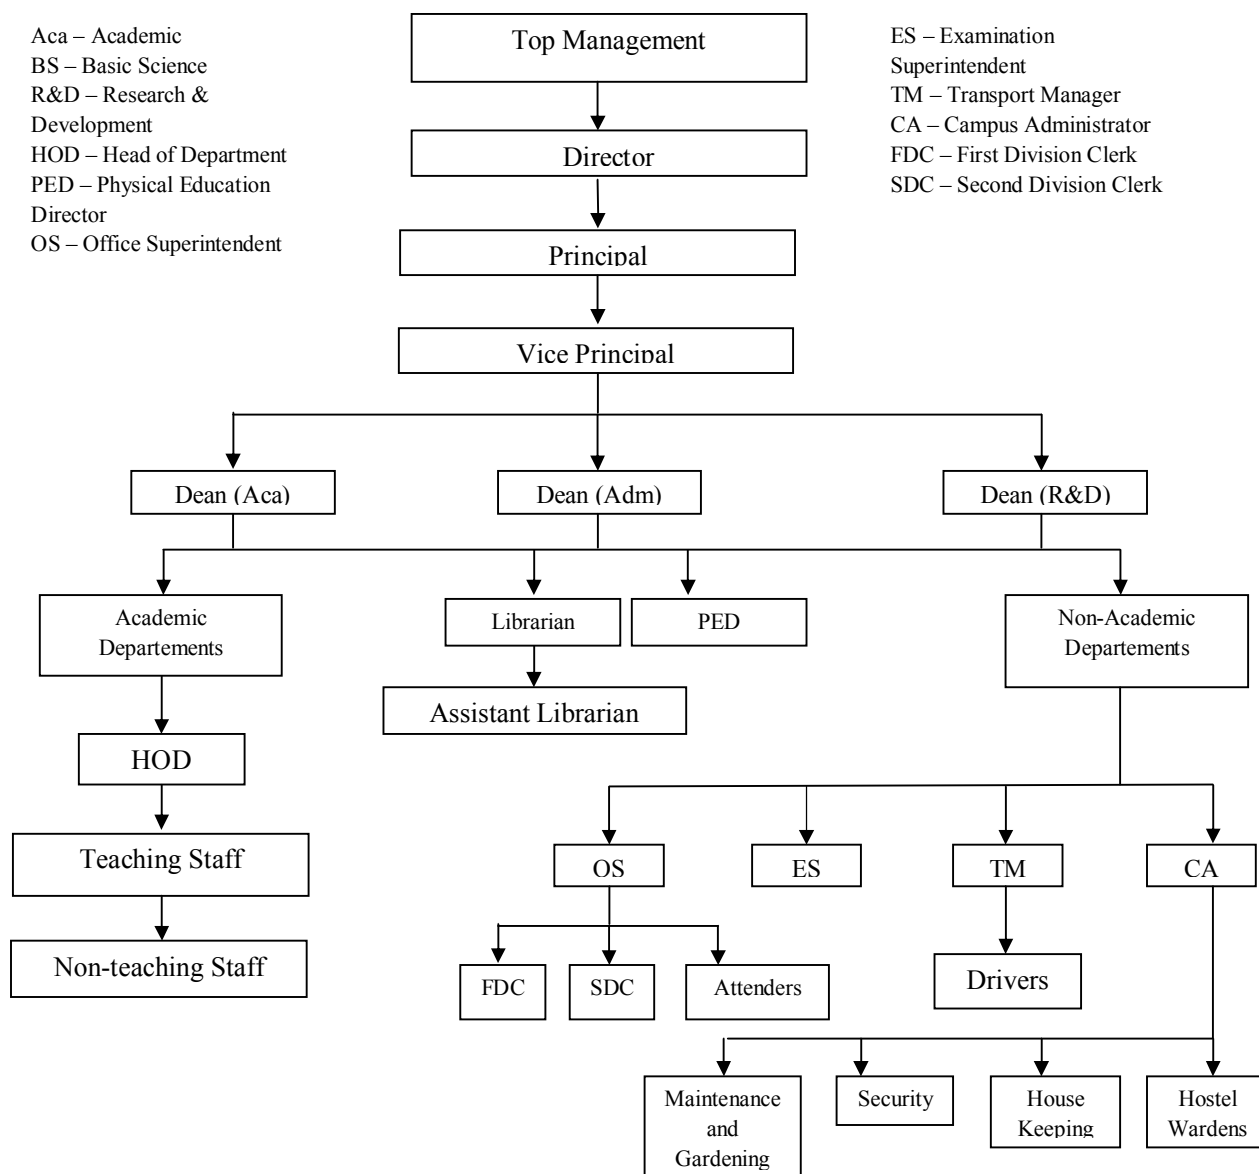 Aca – Academic
BS – Basic Science
R&D – Research &
Development
HOD – Head of Department
PED – Physical Education
Director
OS – Office Superintendent
ES – Examination
Superintendent
TM – Transport Manager
CA – Campus Administrator
FDC – First Division Clerk
SDC – Second Division Clerk
Top Management
Director
Principal
Vice Principal
Dean (Aca)
Dean (Adm)
Dean (R&D)
Academic
Departements
Librarian
PED
Non-Academic
Departements
Assistant Librarian
HOD
Teaching Staff
Non-teaching Staff
OS
ES
TM
CA
FDC
SDC
Attenders
Drivers
Maintenance
and
Gardening
Security
House
Keeping
Hostel
Wardens